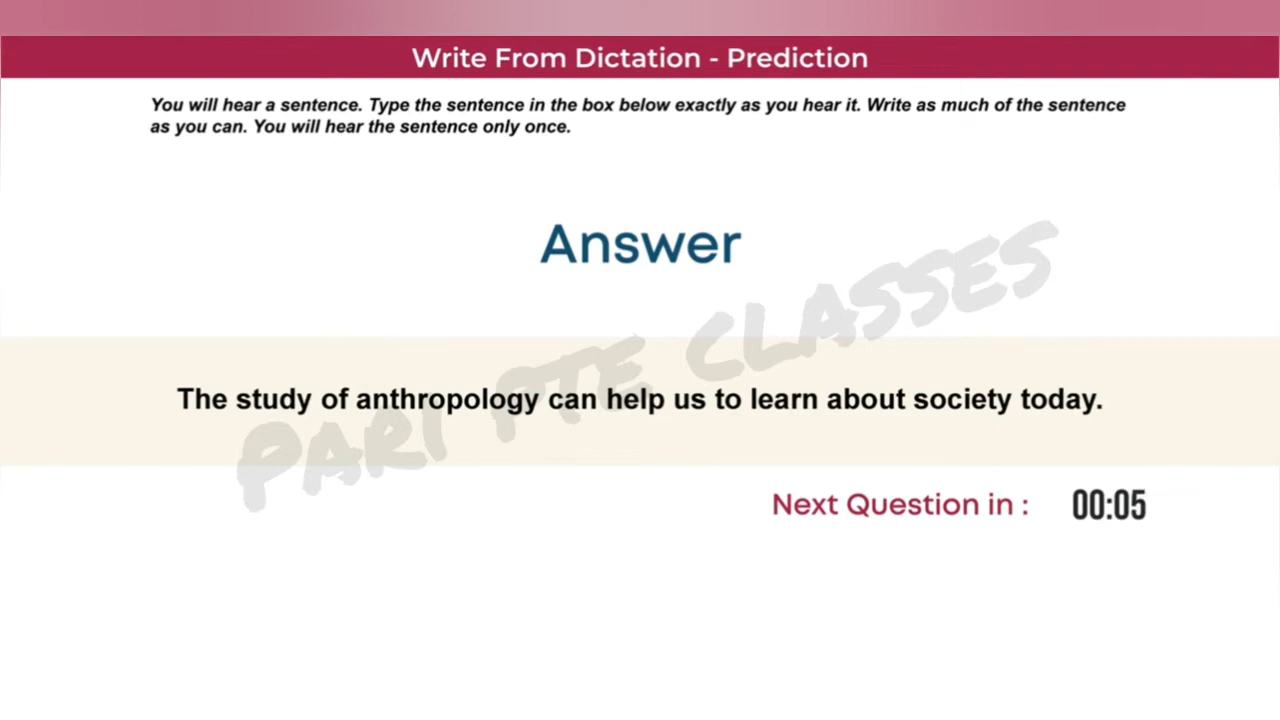 Write From Dictation - Prediction
You will hear a sentence. Type the sentence in the box below exactly as you hear it. Write as much of the sentence
as you can. You will hear the sentence only once.
Answer
PARI PTE CLASSES
The study of anthropology can help us to learn about society today.
Next Question in : 00:05